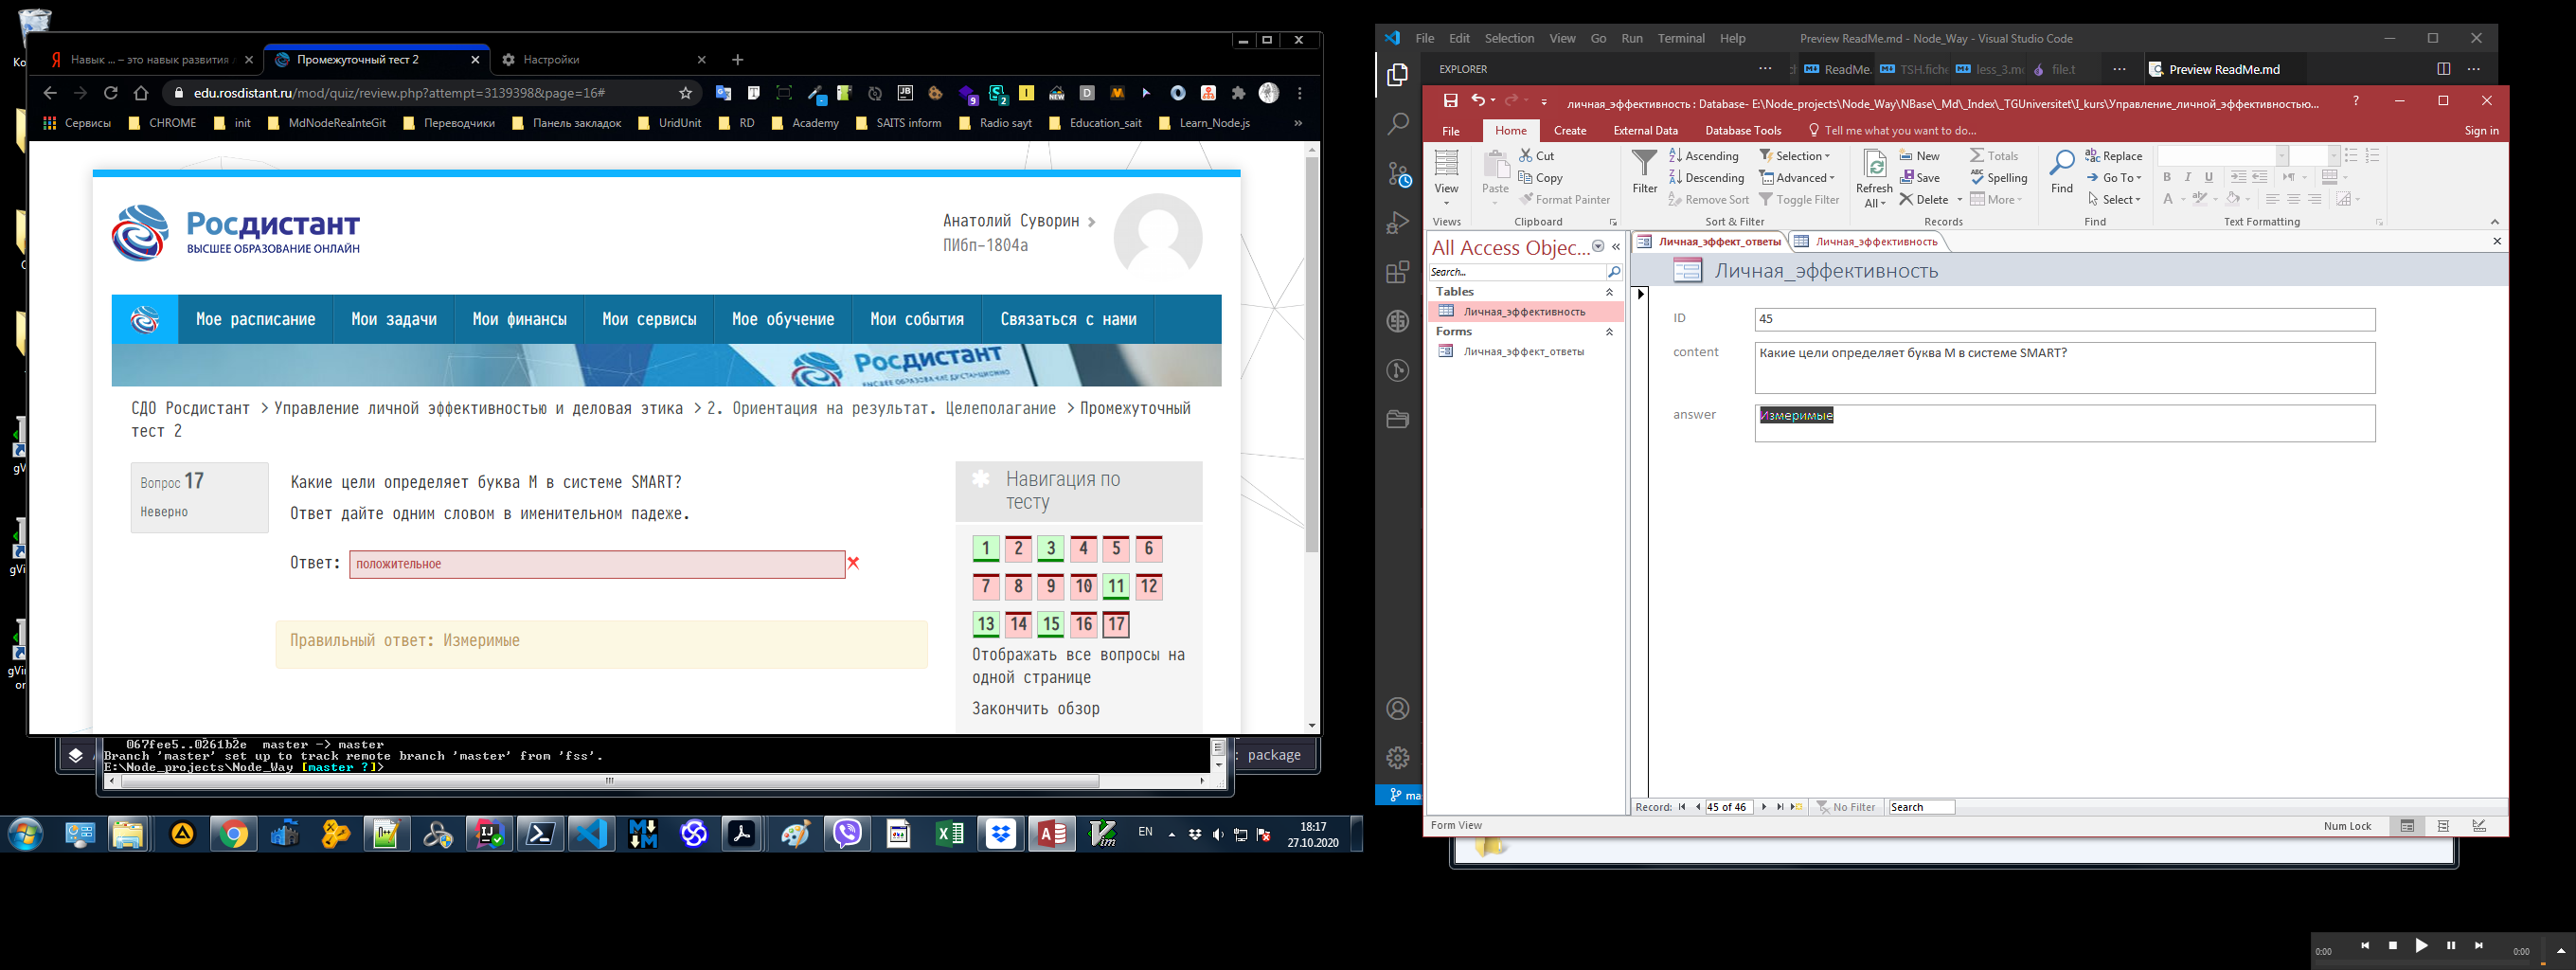 Навык ... – это навык развития
Промежуточный тест 2
Настройки
edu.rosdistant.ru/mod/quiz/review.php?attempt=3139398&page=16#
Сервисы
CHROME
init
MdNodeReaInteGit
Переводчики
Панель закладок
UridUnit
RD
Academy
SAITS inform
Radio sayt
Education_sait
Learn_Node.js
»
Росдистант
ВЫСШЕЕ ОБРАЗОВАНИЕ ОНЛАЙН
Анатолий Суворин
ПИбп-1804а
Мое расписание
Мои задачи
Мои финансы
Мои сервисы
Мое обучение
Мои события
Связаться с нами
Росдистант
СДО Росдистант > Управление личной эффективностью и деловая этика > 2. Ориентация на результат. Целеполагание > Промежуточный
тест 2
Вопрос 17
Неверно
Какие цели определяет буква М в системе SMART?
Ответ дайте одним словом в именительном падеже.
Ответ: положительное
Правильный ответ: Измеримые
Навигация по
тесту
1 2 3 4 5 6
7 8 9 10 11 12
13 14 15 16 17
Отображать все вопросы на
одной странице
Закончить обзор
067fee5..0261b2e master -> master
Branch 'master' set up to track remote branch 'master' from 'fss'.
E:\Node_projects\Node_Way [master ?]>
: package
EN
18:17
27.10.2020
File Edit Selection View Go Run Terminal Help
Preview ReadMe.md - Node_Way - Visual Studio Code
EXPLORER
ReadMe.
TSH.fiche
less_3.m
file.t
Preview ReadMe.md
личная_эффективность : Database- E:\Node_projects\Node_Way\NBase\_Md\_Index\_TGUniversitet\I_kurs\Управление_личной_эффективностью...
File Home Create External Data Database Tools Tell me what you want to do...
Sign in
View
Views
Paste
Cut
Copy
Format Painter
Clipboard
Filter
Ascending
Descending
Remove Sort
Selection
Advanced
Toggle Filter
Sort & Filter
Refresh
All
New
Save
Delete
Totals
Spelling
More
Records
Find
Replace
Go To
Select
Find
B I U
A
Text Formatting
All Access Objec...
Search...
Tables
Личная_эффективность
Forms
Личная_эффект_ответы
Личная_эффект_ответы
Личная_эффективность
Личная_эффективность
ID
45
content
Какие цели определяет буква М в системе SMART?
answer
Измеримые
Record: 45 of 46 No Filter Search
Form View
Num Lock
0:00
0:00